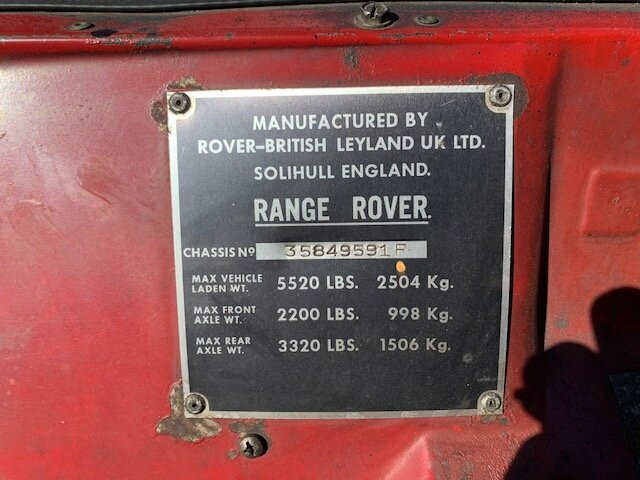 MANUFACTURED BY
ROVER-BRITISH LEYLAND UK LTD.
SOLIHULL ENGLAND.
RANGE ROVER.
CHASSIS Nº 35849591F
MAX VEHICLE LADEN WT. 5520 LBS. 2504 Kg.
MAX FRONT AXLE WT. 2200 LBS. 998 Kg.
MAX REAR AXLE WT. 3320 LBS. 1506 Kg.